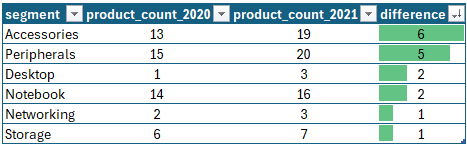 segment product_count_2020 product_count_2021 difference
Accessories 13 19 6
Peripherals 15 20 5
Desktop 1 3 2
Notebook 14 16 2
Networking 2 3 1
Storage 6 7 1